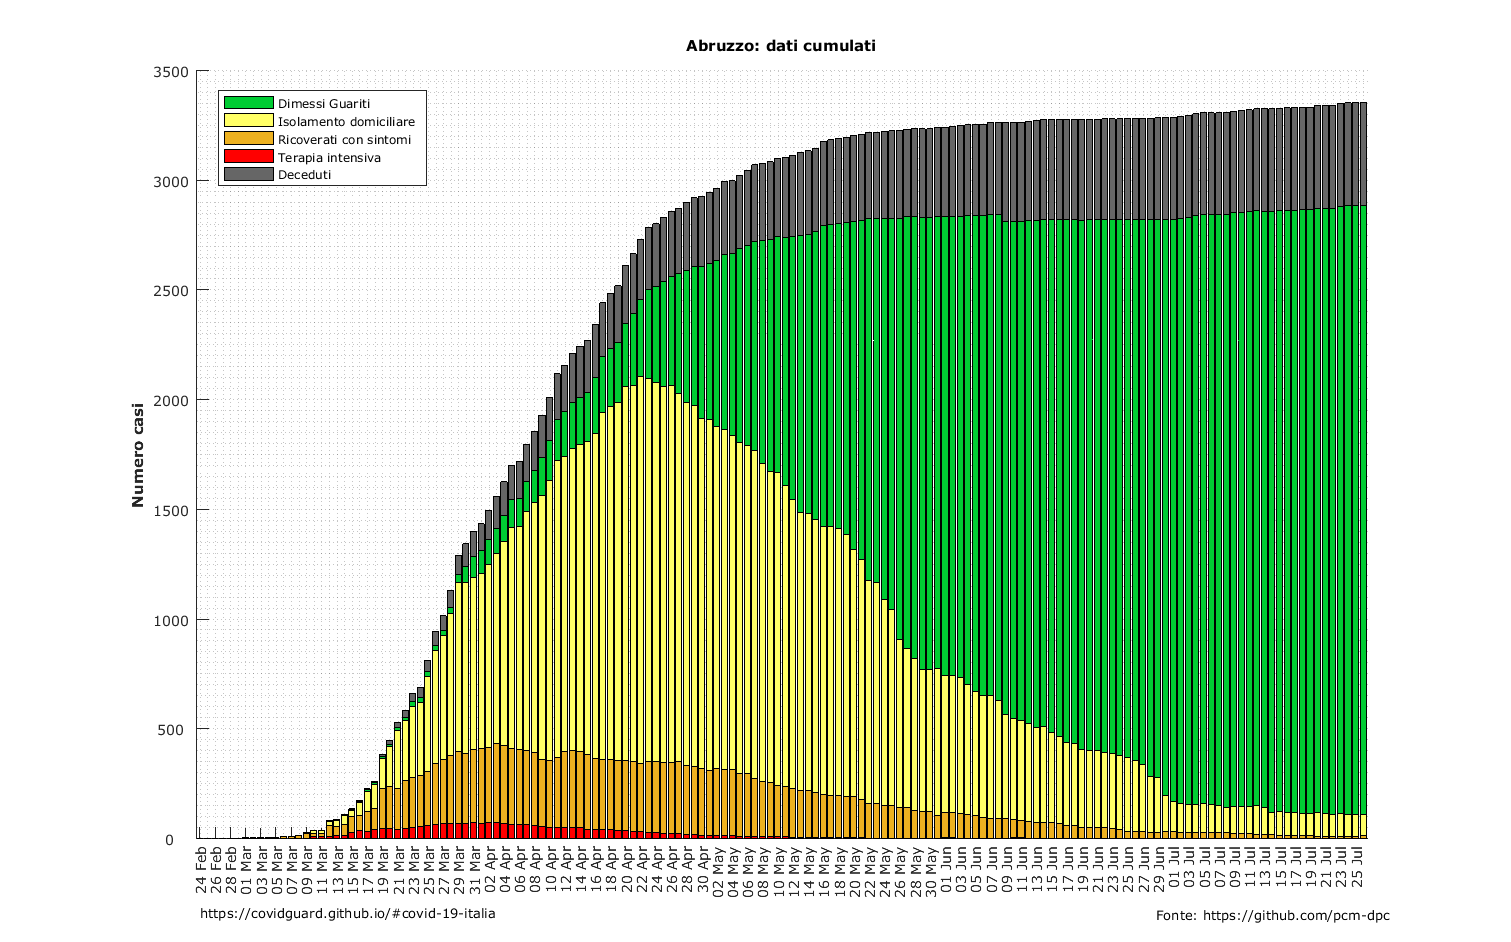 Abruzzo: dati cumulati
3500
3000
2500
2000
1500
1000
500
0
Numero casi
Dimessi Guariti
Isolamento domiciliare
Ricoverati con sintomi
Terapia intensiva
Deceduti
24 Feb
26 Feb
28 Feb
01 Mar
03 Mar
05 Mar
07 Mar
09 Mar
11 Mar
13 Mar
15 Mar
17 Mar
19 Mar
21 Mar
23 Mar
25 Mar
27 Mar
29 Mar
31 Mar
02 Apr
04 Apr
06 Apr
08 Apr
10 Apr
12 Apr
14 Apr
16 Apr
18 Apr
20 Apr
22 Apr
24 Apr
26 Apr
28 Apr
30 Apr
02 May
04 May
06 May
08 May
10 May
12 May
14 May
16 May
18 May
20 May
22 May
24 May
26 May
28 May
30 May
01 Jun
03 Jun
05 Jun
07 Jun
09 Jun
11 Jun
13 Jun
15 Jun
17 Jun
19 Jun
21 Jun
23 Jun
25 Jun
27 Jun
29 Jun
01 Jul
03 Jul
05 Jul
07 Jul
09 Jul
11 Jul
13 Jul
15 Jul
17 Jul
19 Jul
21 Jul
23 Jul
25 Jul
https://covidguard.github.io/#covid-19-italia
Fonte: https://github.com/pcm-dpc